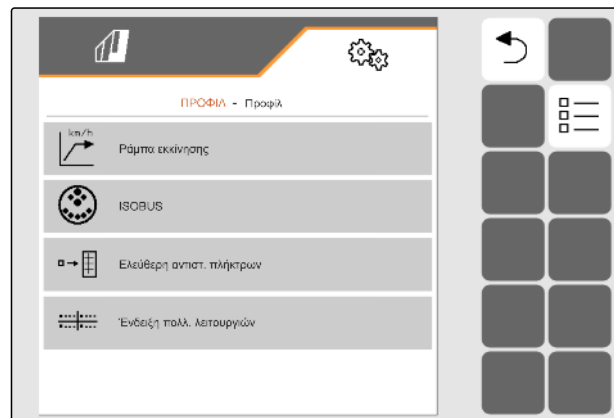 ΠΡΟΦΙΛ - Προφίλ
km/h
Ράμπα εκκίνησης
ISOBUS
Ελεύθερη αντιστ. πλήκτρων
Ένδειξη πολλ. λειτουργιών